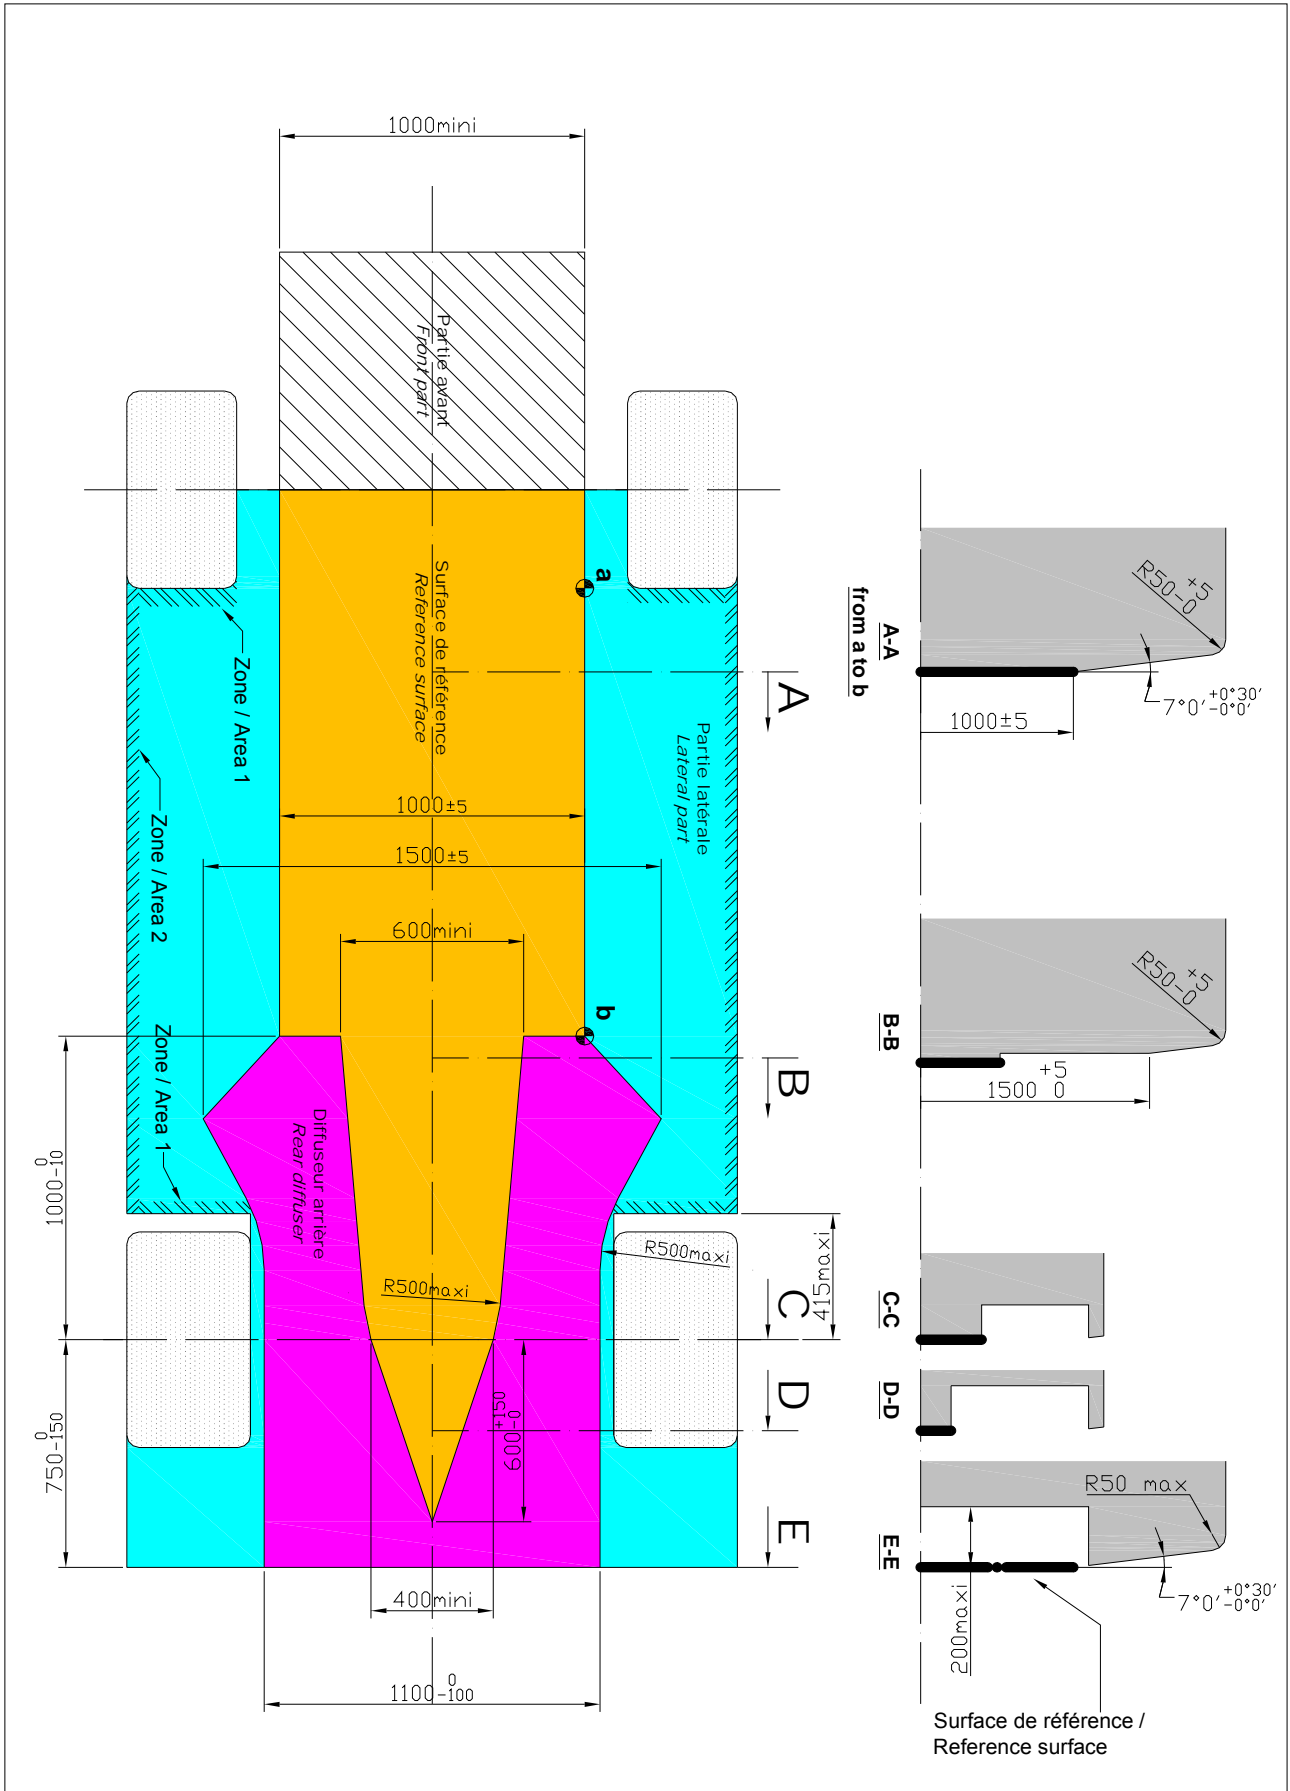 1000mini
Partie avant
Front part
Surface de référence
Reference surface
a
Zone / Area 1
A
Partie latérale
Lateral part
1000±5
1500±5
Zone / Area 2
600mini
b
Zone / Area 1
B
Diffuseur arrière
Rear diffuser
1000 0 -10
R500maxi
R500maxi
415maxi
C
D
600 -0 +150
750 0 -150
E
400mini
1100 0 -100
R50 +5 -0
A-A
from a to b
7°0' +0°30' -0°0'
1000±5
R50 +5 -0
B-B
1500 +5 0
C-C
D-D
R50 max
E-E
7°0' +0°30' -0°0'
200maxi
Surface de référence /
Reference surface